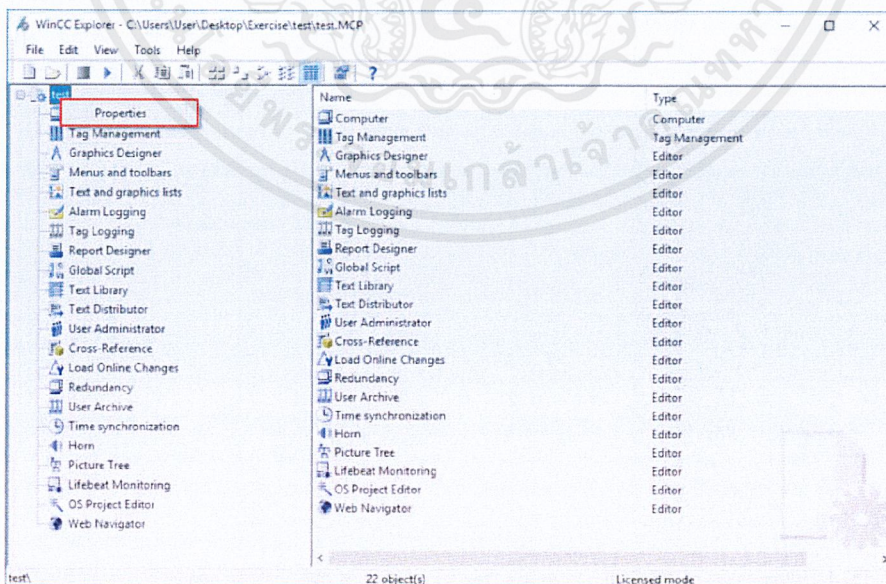 WinCC Explorer - C:\Users\User\Desktop\Exercise\test\test.MCP
File Edit View Tools Help
test
Properties
Tag Management
Graphics Designer
Menus and toolbars
Text and graphics lists
Alarm Logging
Tag Logging
Report Designer
Global Script
Text Library
Text Distributor
User Administrator
Cross-Reference
Load Online Changes
Redundancy
User Archive
Time synchronization
Horn
Picture Tree
Lifebeat Monitoring
OS Project Editor
Web Navigator
Name Type
Computer Computer
Tag Management Tag Management
Graphics Designer Editor
Menus and toolbars Editor
Text and graphics lists Editor
Alarm Logging Editor
Tag Logging Editor
Report Designer Editor
Global Script Editor
Text Library Editor
Text Distributor Editor
User Administrator Editor
Cross-Reference Editor
Load Online Changes Editor
Redundancy Editor
User Archive Editor
Time synchronization Editor
Horn Editor
Picture Tree Editor
Lifebeat Monitoring Editor
OS Project Editor Editor
Web Navigator Editor
test\ 22 object(s) Licensed mode